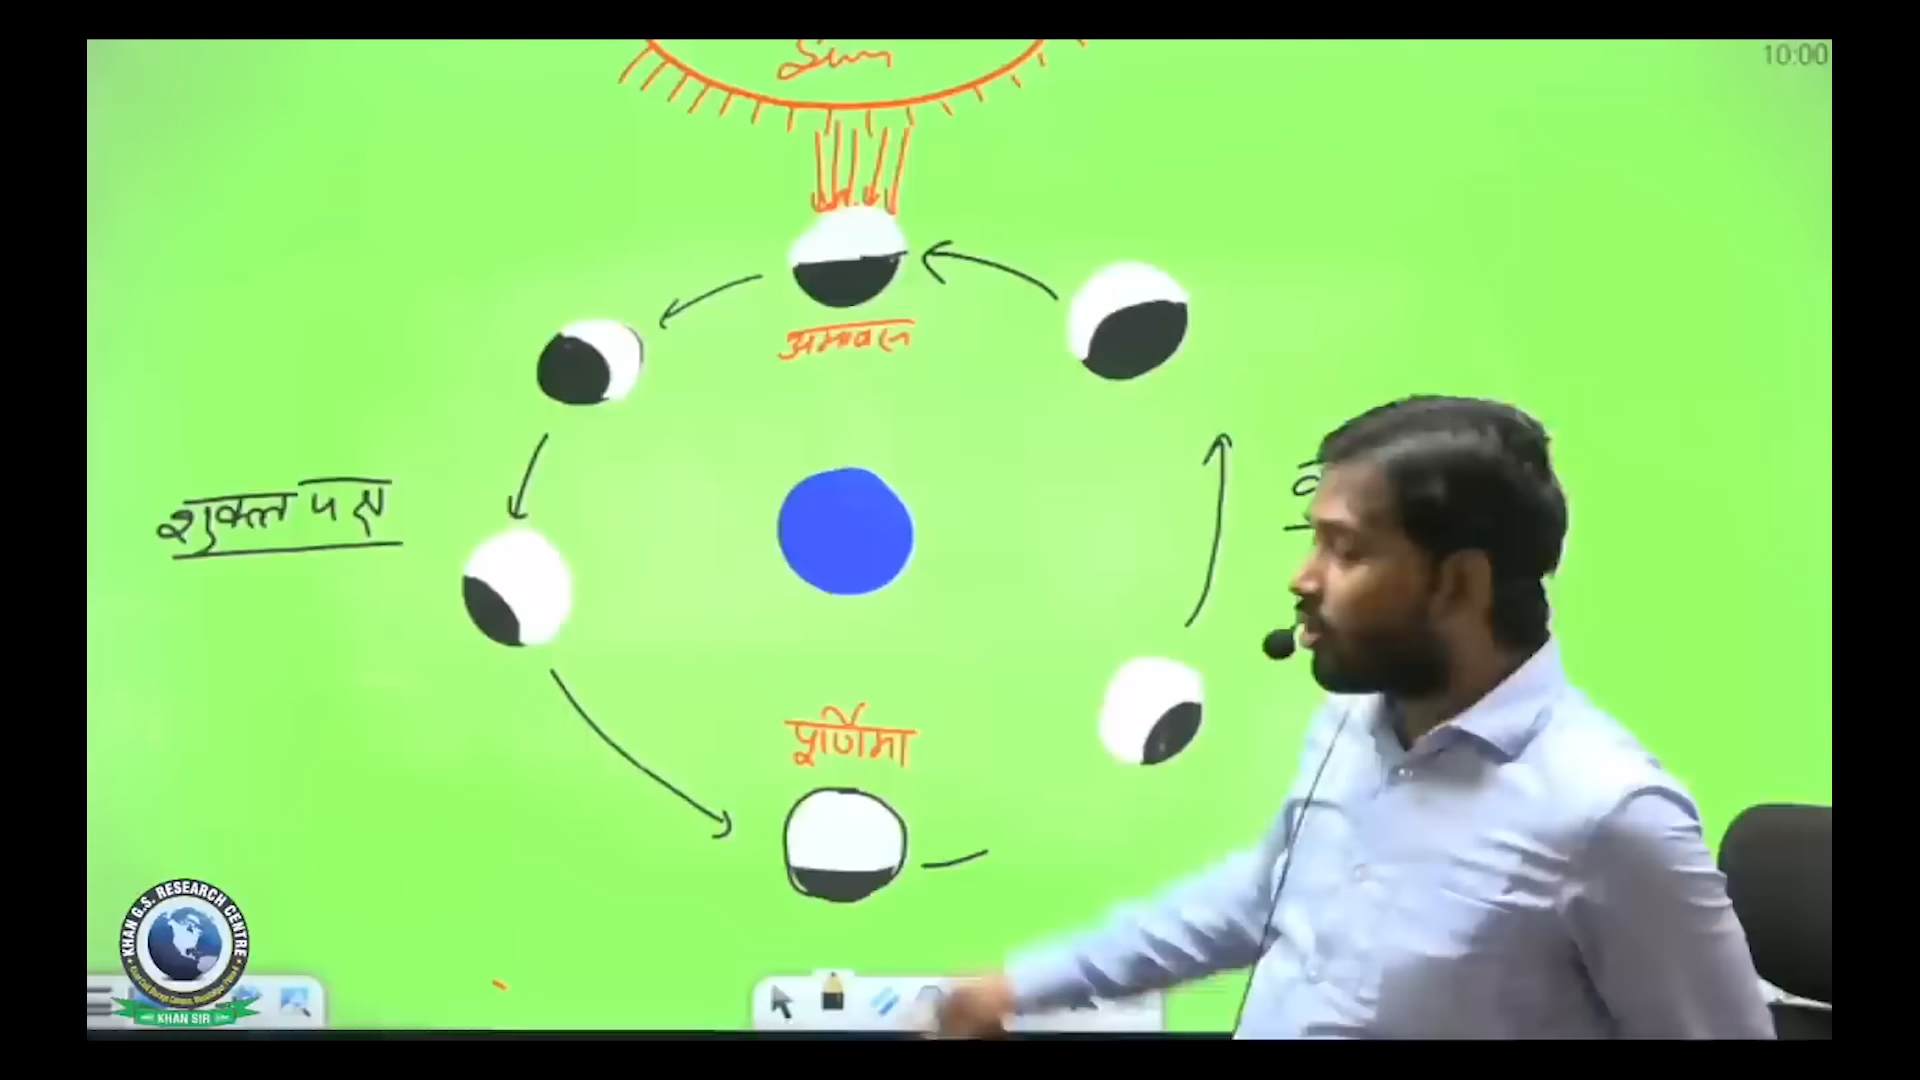 Sun
10:00
अमावस
शुक्ल पक्ष
पूर्णिमा
KHAN G.S. RESEARCH CENTRE
KHAN SIR